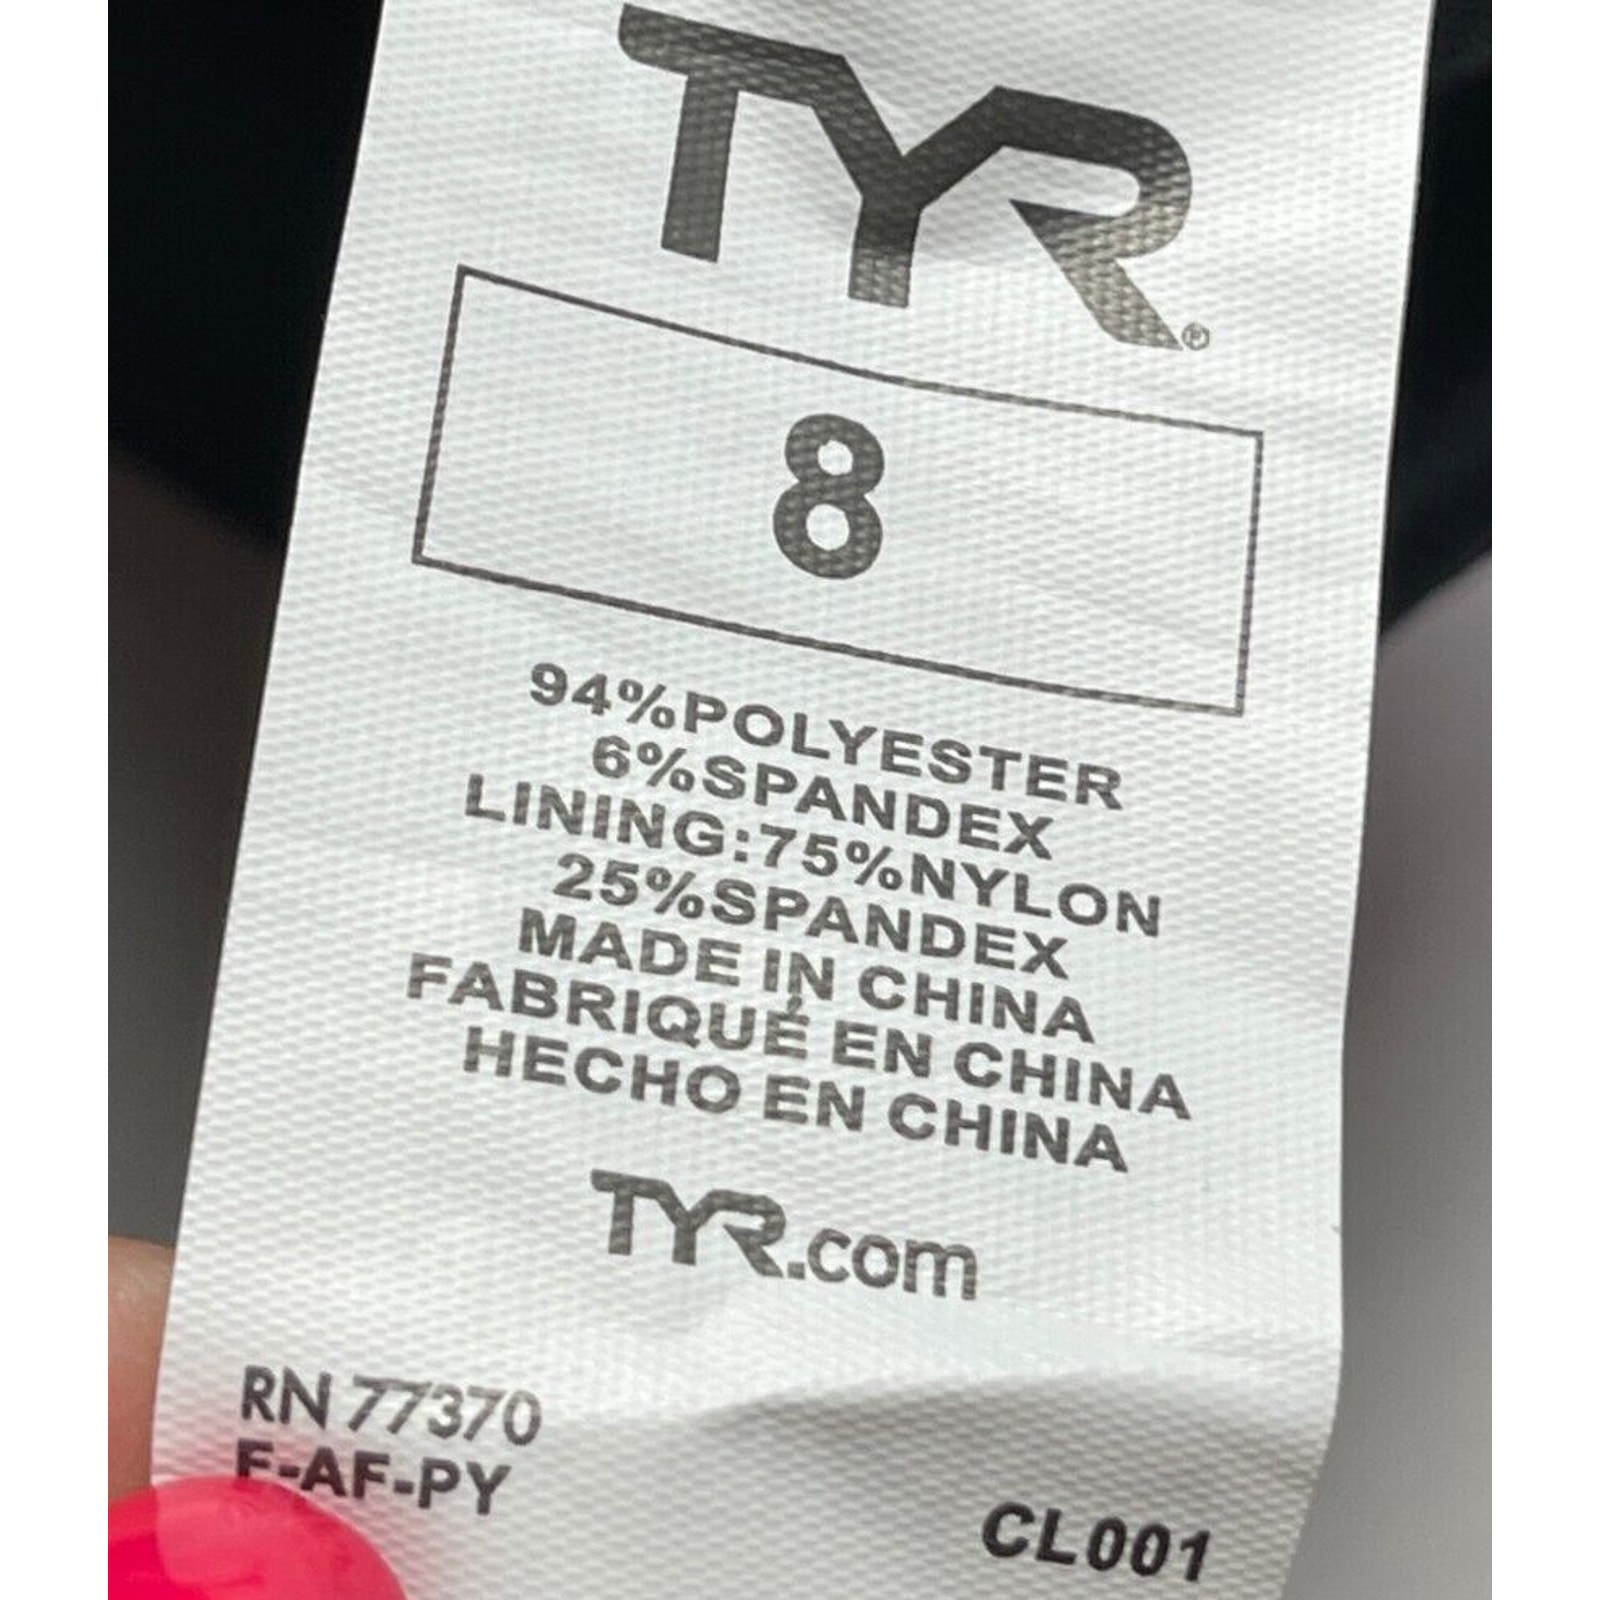 TYR®
8
94%POLYESTER
6%SPANDEX
LINING:75%NYLON
25%SPANDEX
MADE IN CHINA
FABRIQUÉ EN CHINA
HECHO EN CHINA
TYR.com
RN 77370
F-AF-PY
CL001